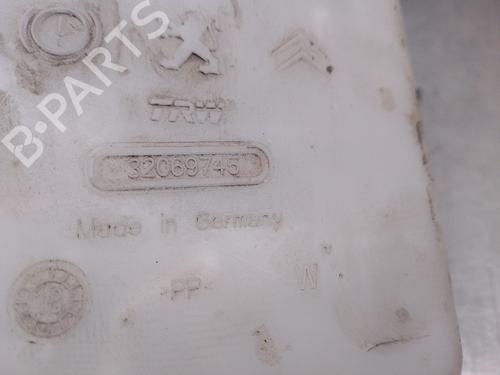 TRW
32069745
Made in Germany
PP
W
B-PARTS